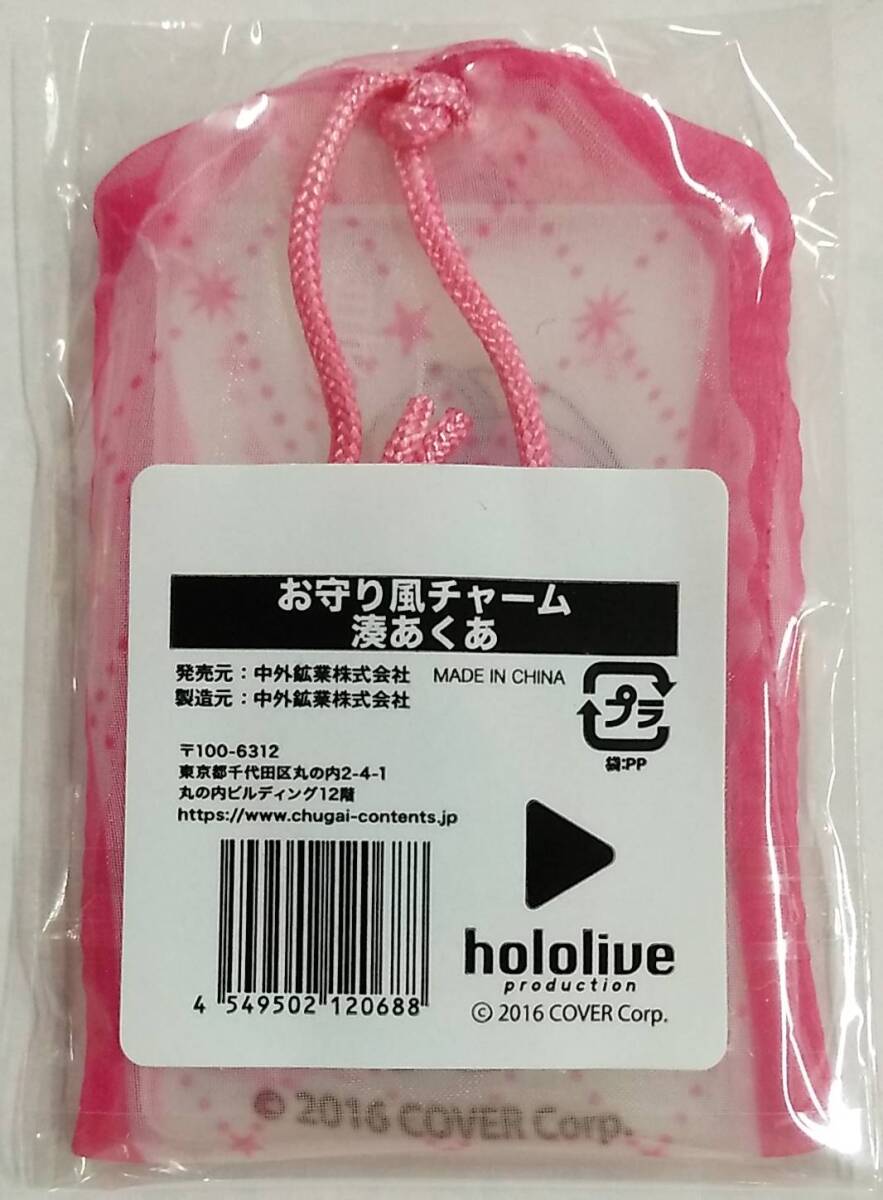 お守り風チャーム
湊あくあ
発売元：中外鉱業株式会社 MADE IN CHINA
製造元：中外鉱業株式会社
プラ
袋:PP
〒100-6312
東京都千代田区丸の内2-4-1
丸の内ビルディング12階
https://www.chugai-contents.jp
4 549502 120688
hololive
production
© 2016 COVER Corp.
© 2016 COVER Corp.